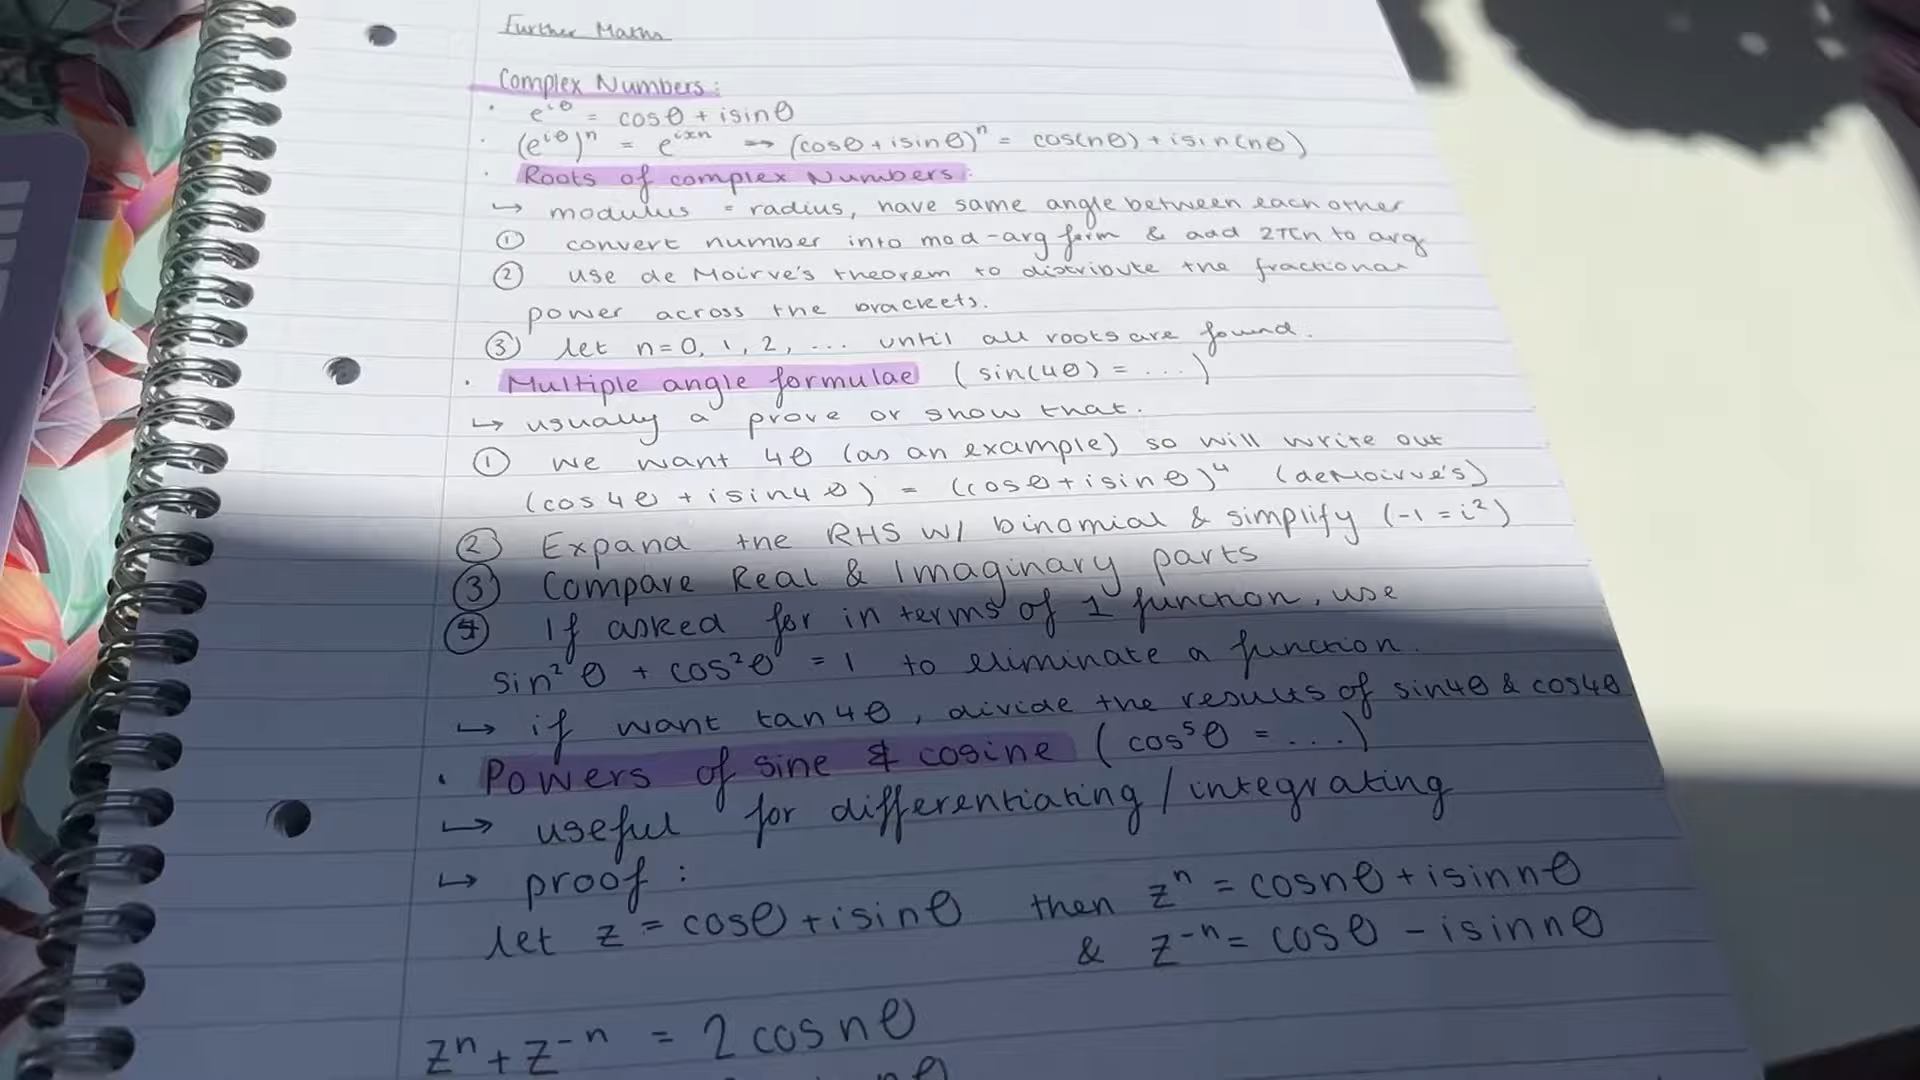 Further Maths
Complex Numbers:
· e^iθ = cosθ + isinθ
· (e^iθ)^n = e^ixn → (cosθ + isinθ)^n = cos(nθ) + isin(nθ)
· Roots of complex Numbers:
↳ modulus = radius, have same angle between each other
① convert number into mod-arg form & add 2πn to arg
② use de Moirve's theorem to distribute the fractional
power across the brackets.
③ let n=0, 1, 2, ... until all roots are found.
· Multiple angle formulae (sin(4θ) = ...)
↳ usually a prove or show that.
① we want 4θ (as an example) so will write out
(cos4θ + isin4θ) = (cosθ + isinθ)^4 (deMoirve's)
② Expand the RHS w/ binomial & simplify (-1 = i²)
③ Compare Real & Imaginary parts
④ If asked for in terms of 1 function, use
sin²θ + cos²θ = 1 to eliminate a function.
↳ if want tan4θ, divide the results of sin4θ & cos4θ
· Powers of sine & cosine (cos⁵θ = ...)
↳ useful for differentiating / integrating
↳ proof:
let z = cosθ + isinθ then z^n = cosnθ + isinnθ
& z^-n = cosθ - isinnθ
z^n + z^-n = 2cosnθ